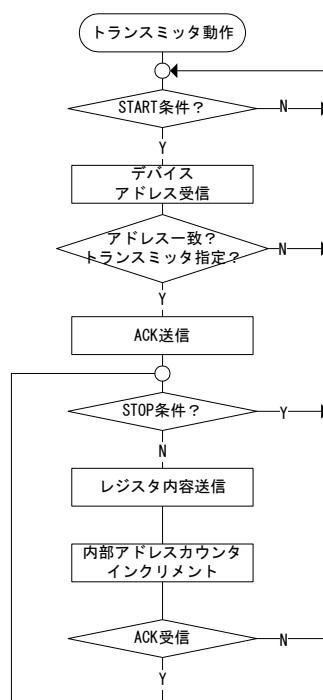 トランスミッタ動作
START条件？
N
Y
デバイス
アドレス受信
アドレス一致？
トランスミッタ指定？
N
Y
ACK送信
STOP条件？
Y
N
レジスタ内容送信
内部アドレスカウンタ
インクリメント
ACK受信
N
Y